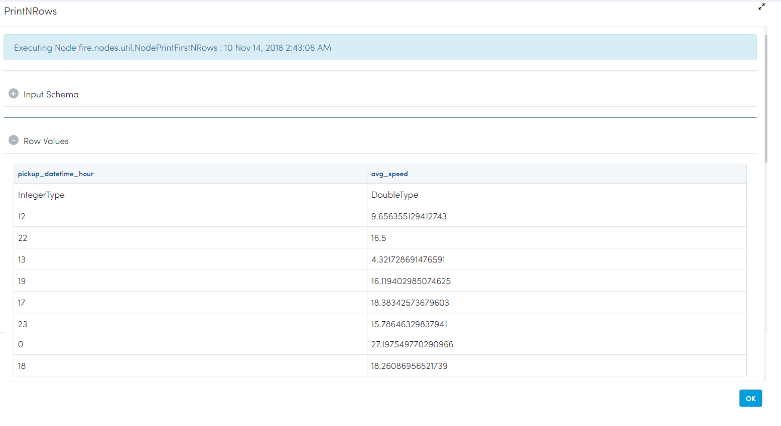 PrintNRows
Executing Node fire.nodes.util.NodePrintFirstNRows : 10 Nov 14, 2018 2:43:06 AM
Input Schema
Row Values
pickup_datetime_hour avg_speed
IntegerType DoubleType
12 9.656355129412743
22 16.5
13 4.321728691476591
19 16.119402985074625
17 18.38342573679603
23 15.78646329837941
0 27.197549770290966
18 18.26086956521739
OK